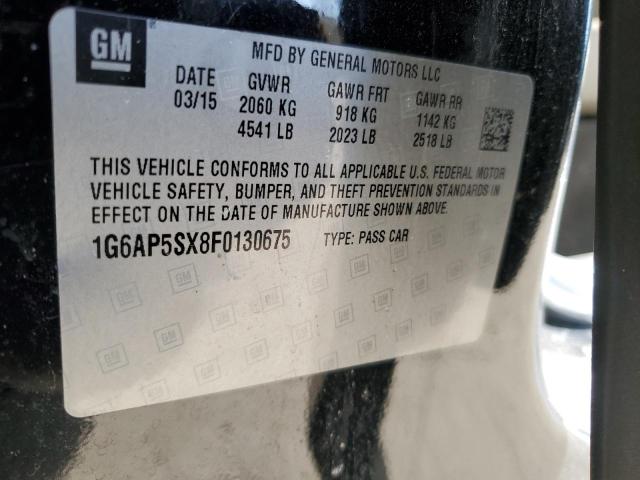 GM
MFD BY GENERAL MOTORS LLC
DATE GVWR GAWR FRT GAWR RR
03/15 2060 KG 918 KG 1142 KG
4541 LB 2023 LB 2518 LB
THIS VEHICLE CONFORMS TO ALL APPLICABLE U.S. FEDERAL MOTOR
VEHICLE SAFETY, BUMPER, AND THEFT PREVENTION STANDARDS IN
EFFECT ON THE DATE OF MANUFACTURE SHOWN ABOVE.
1G6AP5SX8F0130675 TYPE: PASS CAR